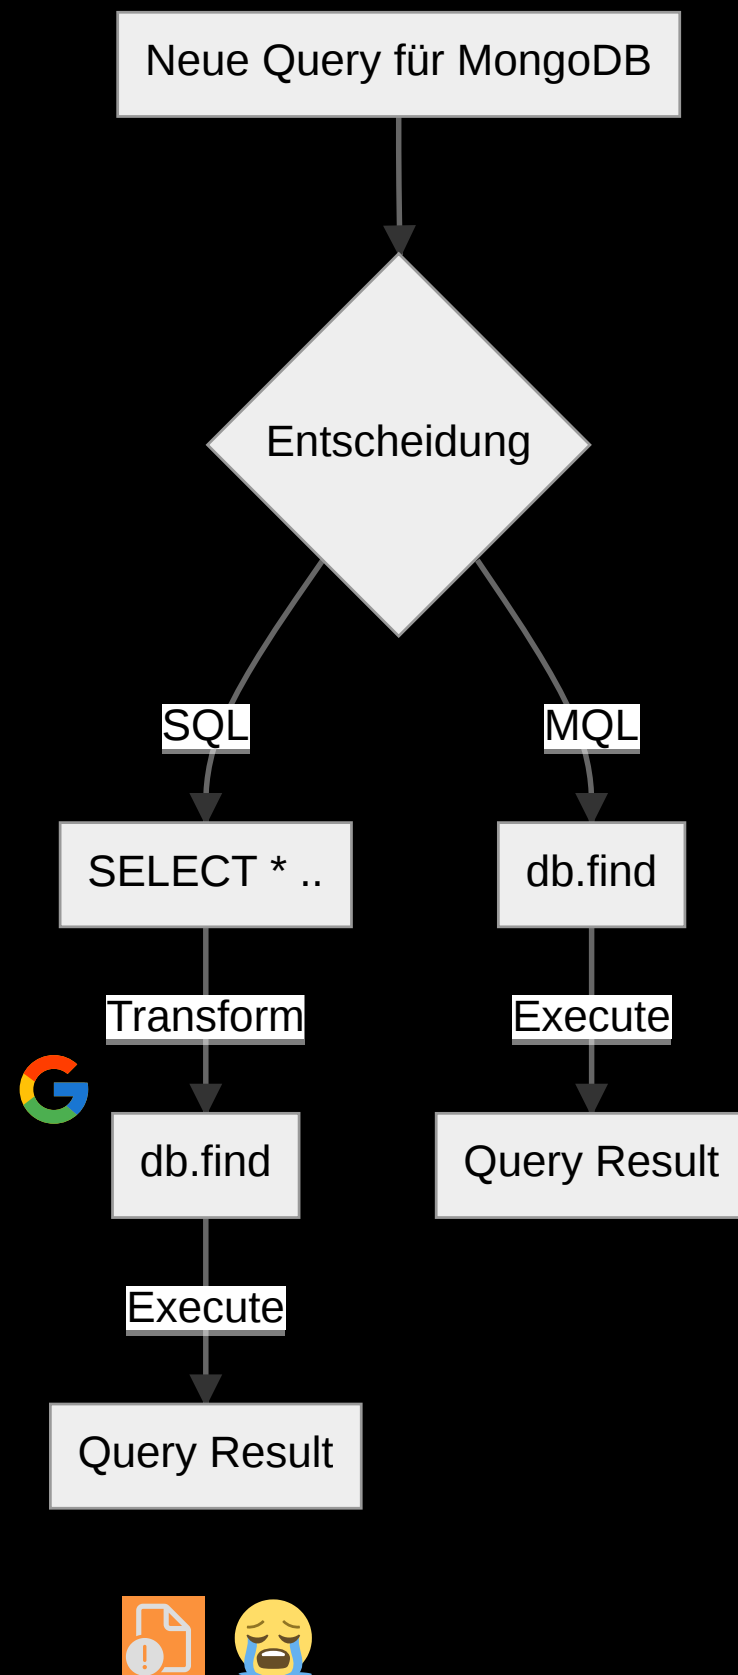 Neue Query für MongoDB
Entscheidung
SQL
MQL
SELECT * ..
db.find
Transform
Execute
db.find
Query Result
Execute
Query Result